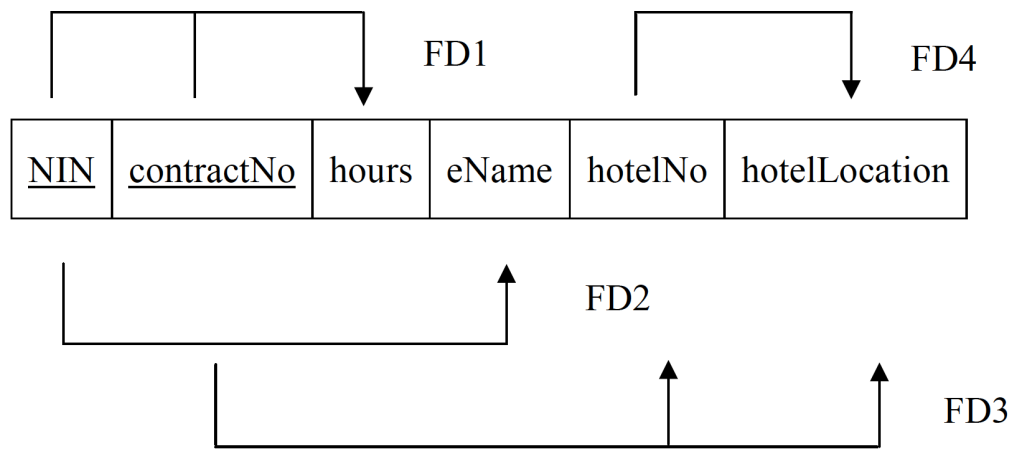 FD1
FD4
NIN contractNo hours eName hotelNo hotelLocation
FD2
FD3